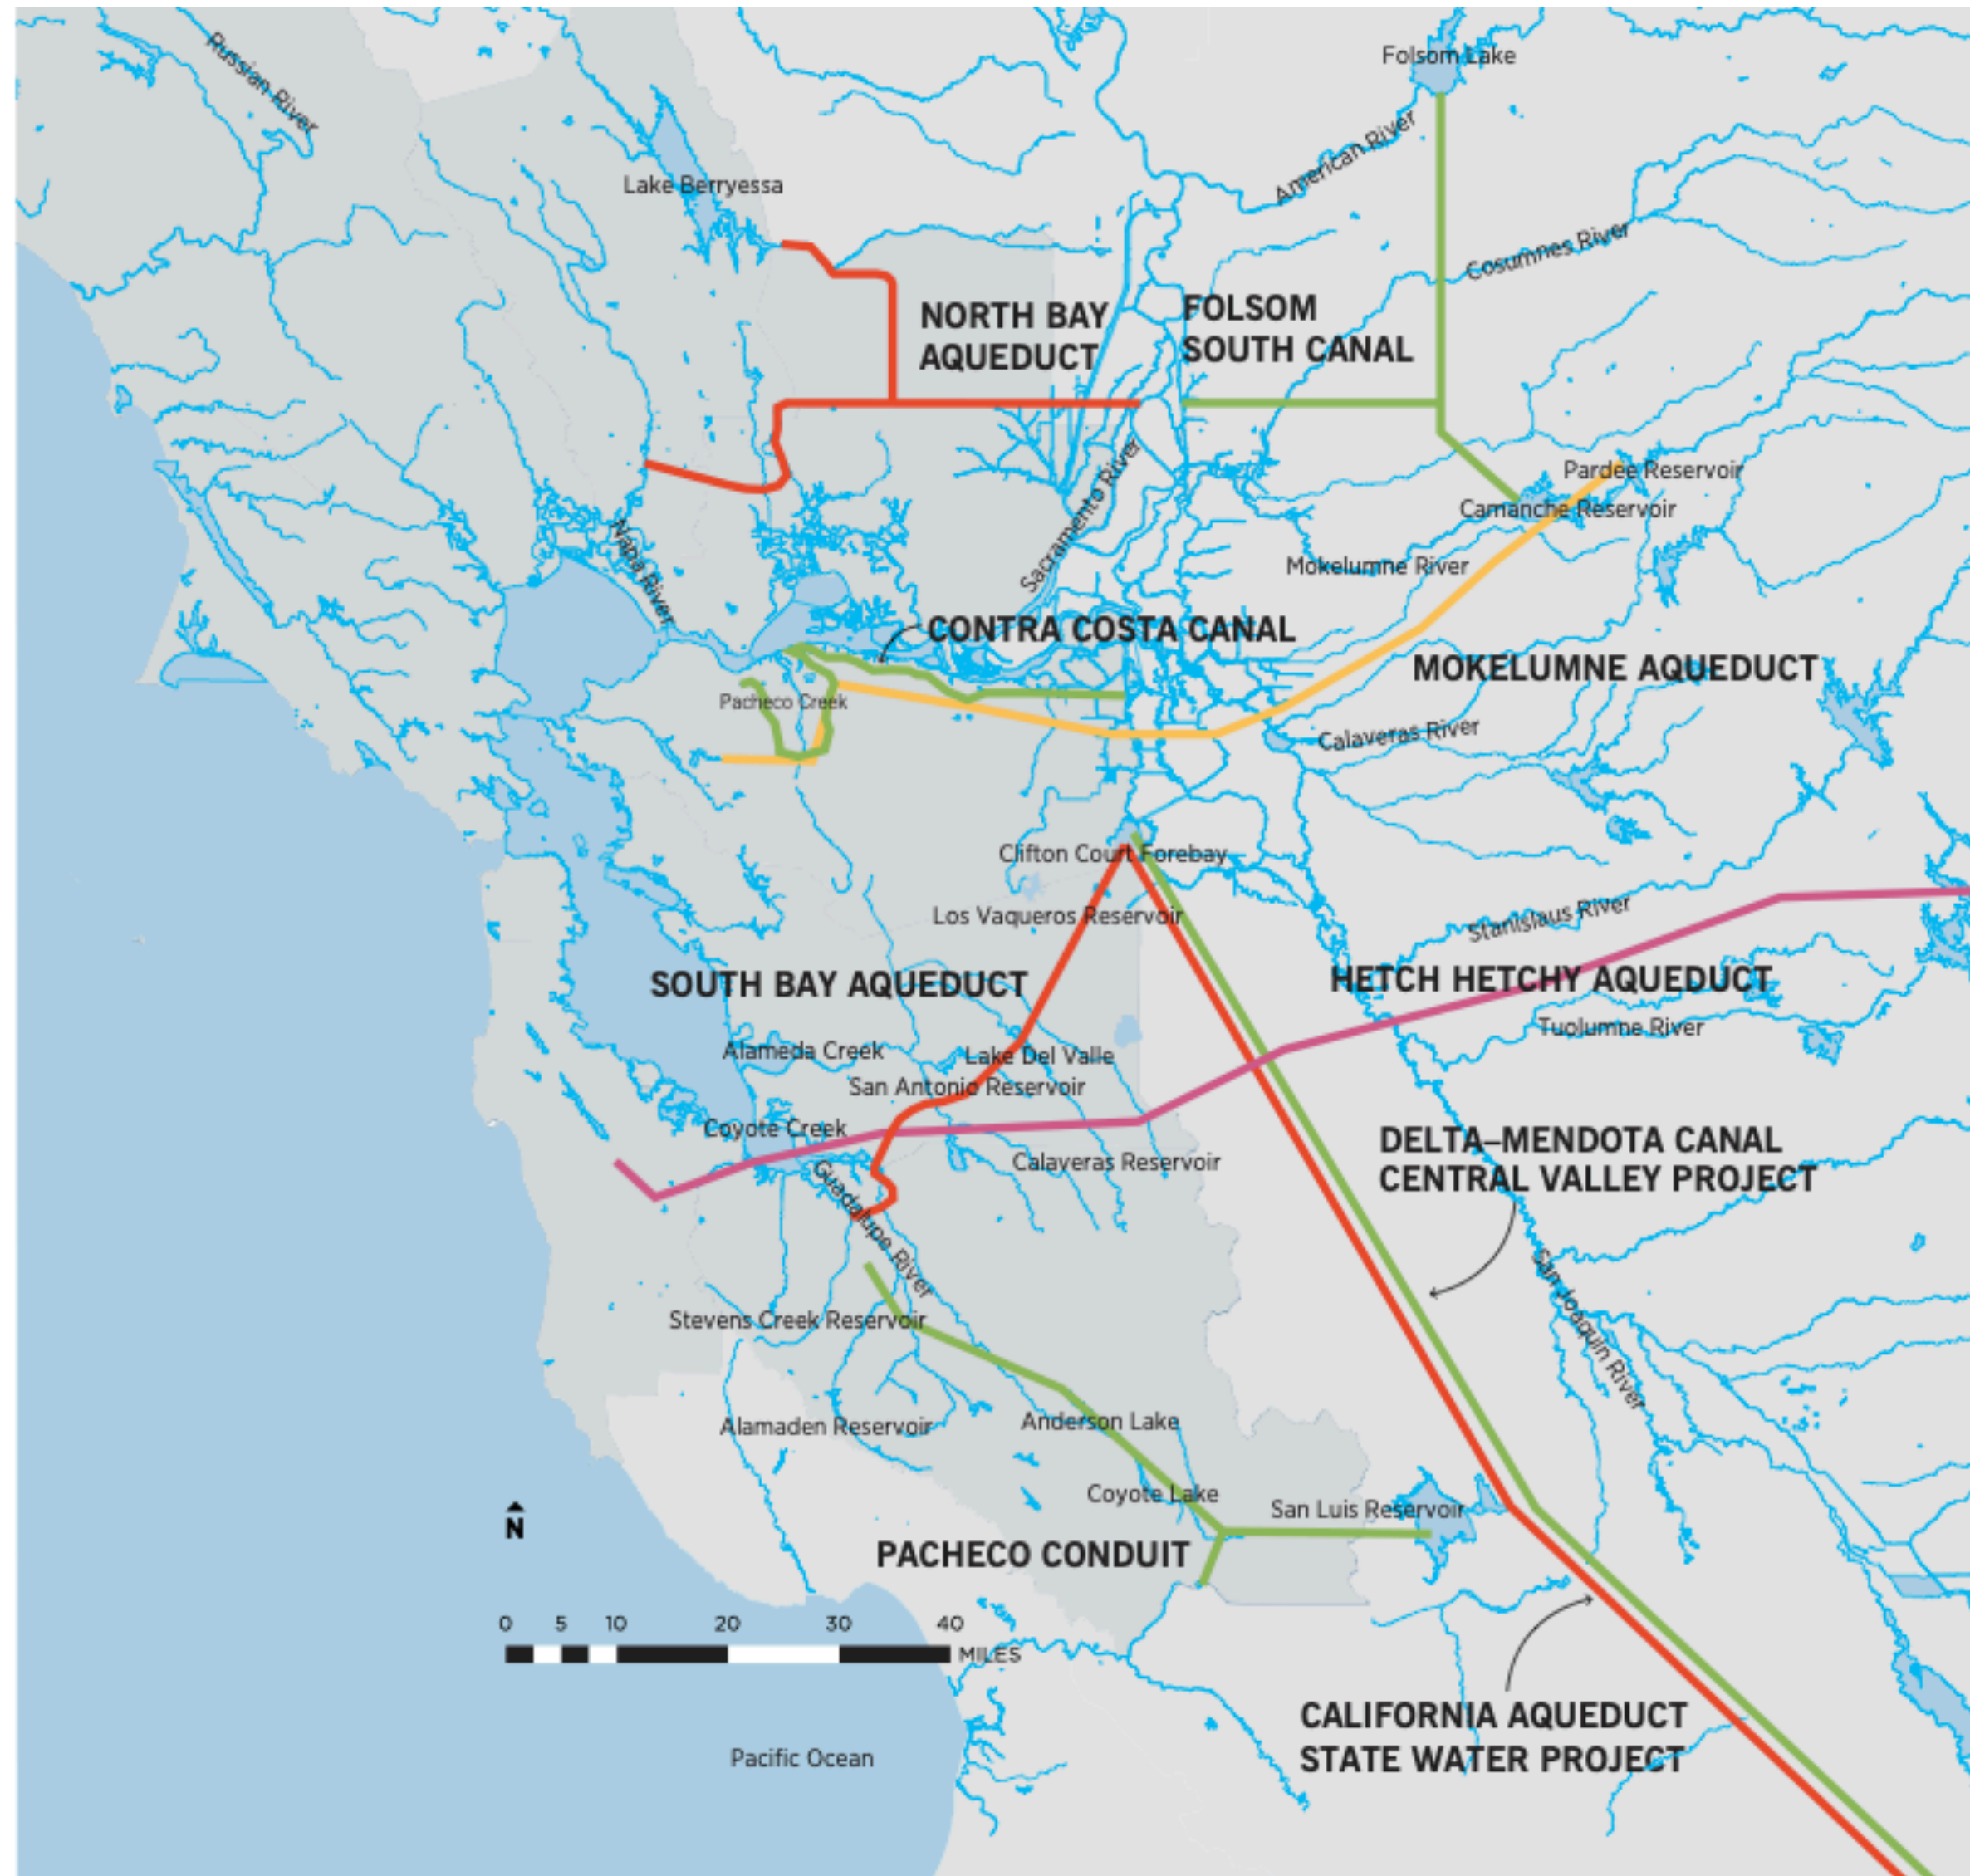 Russian River
Folsom Lake
American River
Lake Berryessa
Cosumnes River
NORTH BAY
AQUEDUCT
FOLSOM
SOUTH CANAL
Sacramento River
Pardee Reservoir
Camanche Reservoir
Napa River
Mokelumne River
CONTRA COSTA CANAL
MOKELUMNE AQUEDUCT
Pacheco Creek
Calaveras River
Clifton Court Forebay
Los Vaqueros Reservoir
Stanislaus River
SOUTH BAY AQUEDUCT
HETCH HETCHY AQUEDUCT
Tuolumne River
Alameda Creek
Lake Del Valle
San Antonio Reservoir
Coyote Creek
DELTA–MENDOTA CANAL
CENTRAL VALLEY PROJECT
Calaveras Reservoir
Guadalupe River
San Joaquin River
Stevens Creek Reservoir
Alamaden Reservoir
Anderson Lake
Coyote Lake
San Luis Reservoir
N
PACHECO CONDUIT
0 5 10 20 30 40
MILES
CALIFORNIA AQUEDUCT
STATE WATER PROJECT
Pacific Ocean